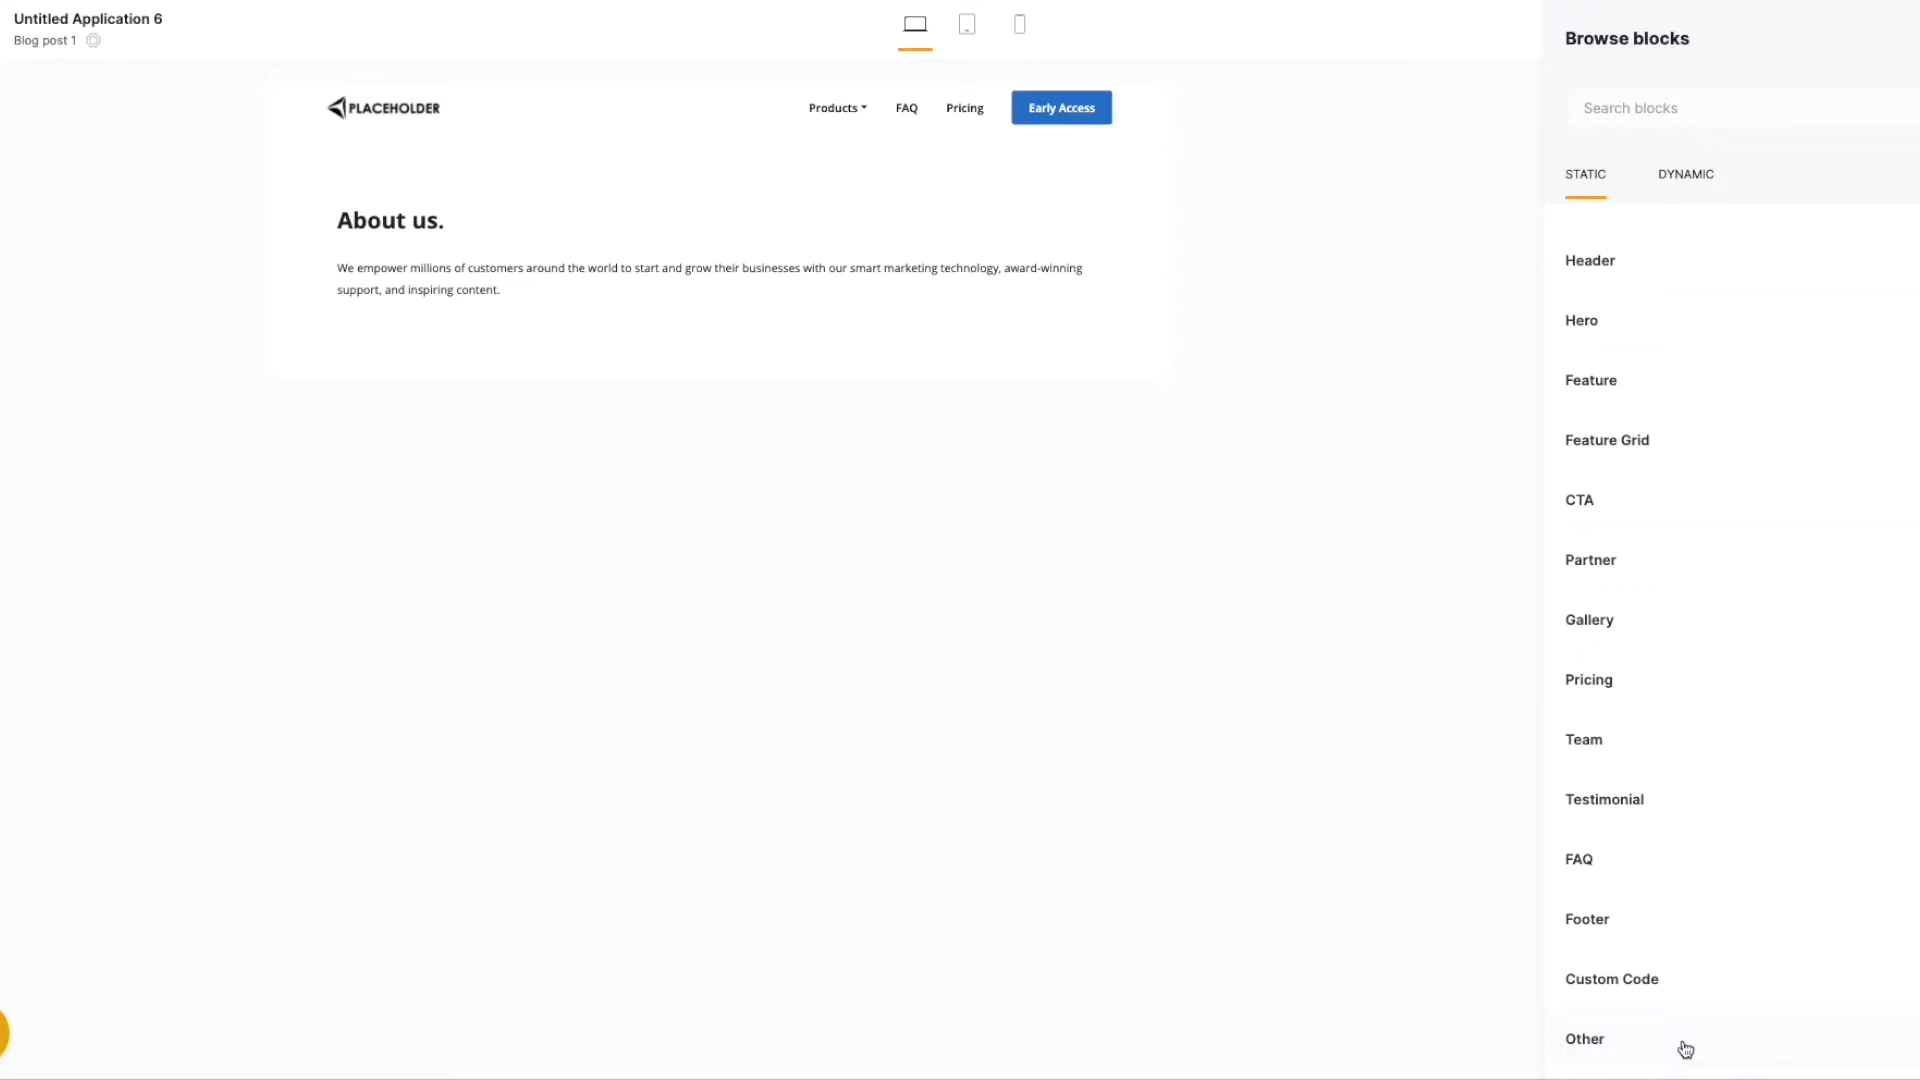 Untitled Application 6
Blog post 1
PLACEHOLDER
Products
FAQ
Pricing
Early Access
About us.
We empower millions of customers around the world to start and grow their businesses with our smart marketing technology, award-winning
support, and inspiring content.
Browse blocks
Search blocks
STATIC
DYNAMIC
Header
Hero
Feature
Feature Grid
CTA
Partner
Gallery
Pricing
Team
Testimonial
FAQ
Footer
Custom Code
Other